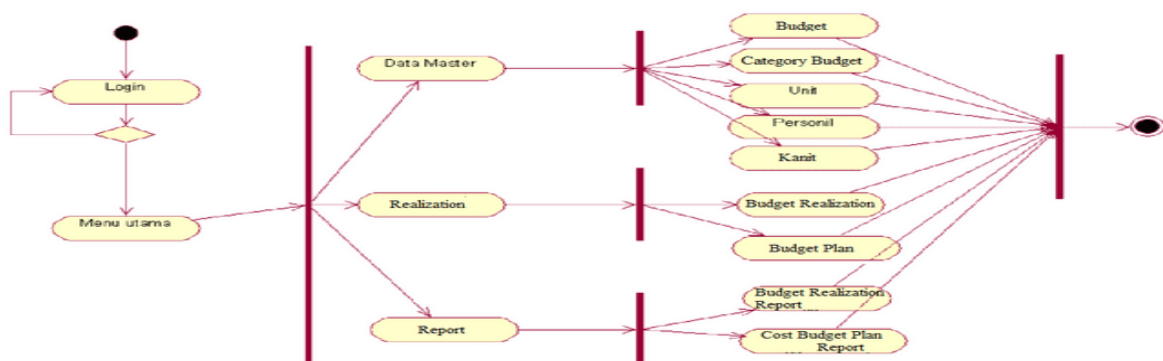 Login
Menu utama
Data Master
Realization
Report
Budget
Category Budget
Unit
Personil
Kanit
Budget Realization
Budget Plan
Budget Realization
Report
Cost Budget Plan
Report